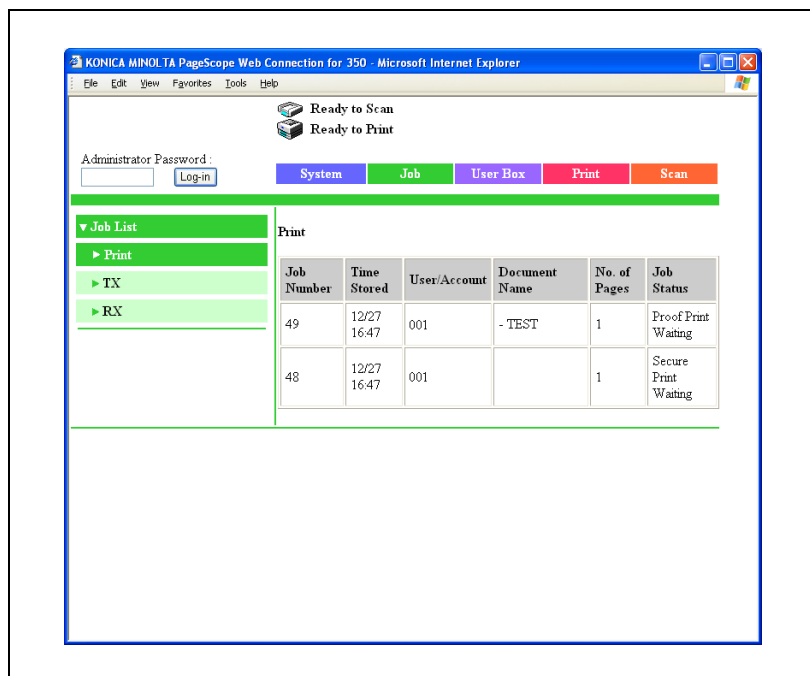 KONICA MINOLTA PageScope Web Connection for 350 - Microsoft Internet Explorer
File Edit View Favorites Tools Help
Ready to Scan
Ready to Print
Administrator Password :
Log-in
System Job User Box Print Scan
▼ Job List
► Print
► TX
► RX
Print
Job Number Time Stored User/Account Document Name No. of Pages Job Status
49 12/27 16:47 001 - TEST 1 Proof Print Waiting
48 12/27 16:47 001 1 Secure Print Waiting